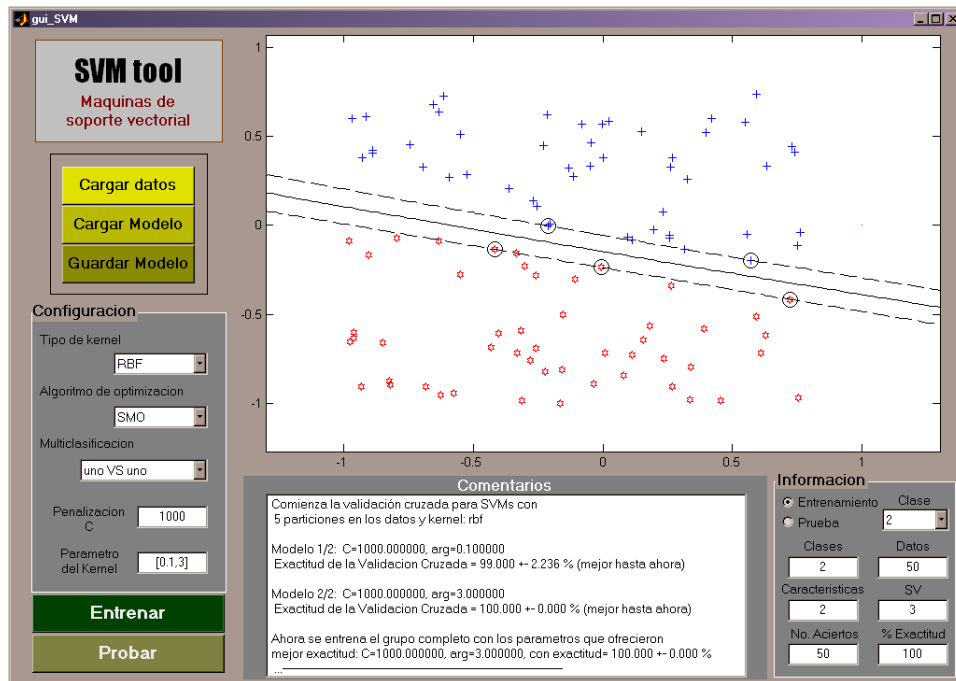 gui_SVM
SVM tool
Maquinas de
soporte vectorial
Cargar datos
Cargar Modelo
Guardar Modelo
Configuracion
Tipo de kernel
RBF
Algoritmo de optimizacion
SMO
Multiclasificacion
uno VS uno
Penalizacion
C
1000
Parametro
del Kernel
[0.1,3]
Entrenar
Probar
1
0.5
0
-0.5
-1
-1
-0.5
0
0.5
1
Comentarios
Comienza la validación cruzada para SVMs con
5 particiones en los datos y kernel: rbf
Modelo 1/2: C=1000.000000, arg=0.100000
Exactitud de la Validacion Cruzada = 99.000 +- 2.236 % (mejor hasta ahora)
Modelo 2/2: C=1000.000000, arg=3.000000
Exactitud de la Validacion Cruzada = 100.000 +- 0.000 % (mejor hasta ahora)
Ahora se entrena el grupo completo con los parametros que ofrecieron
mejor exactitud: C=1000.000000, arg=3.000000, con exactitud= 100.000 +- 0.000 %
...
Informacion
Entrenamiento
Prueba
Clase
2
Clases
Datos
2
50
Caracteristicas
SV
2
3
No. Aciertos
% Exactitud
50
100